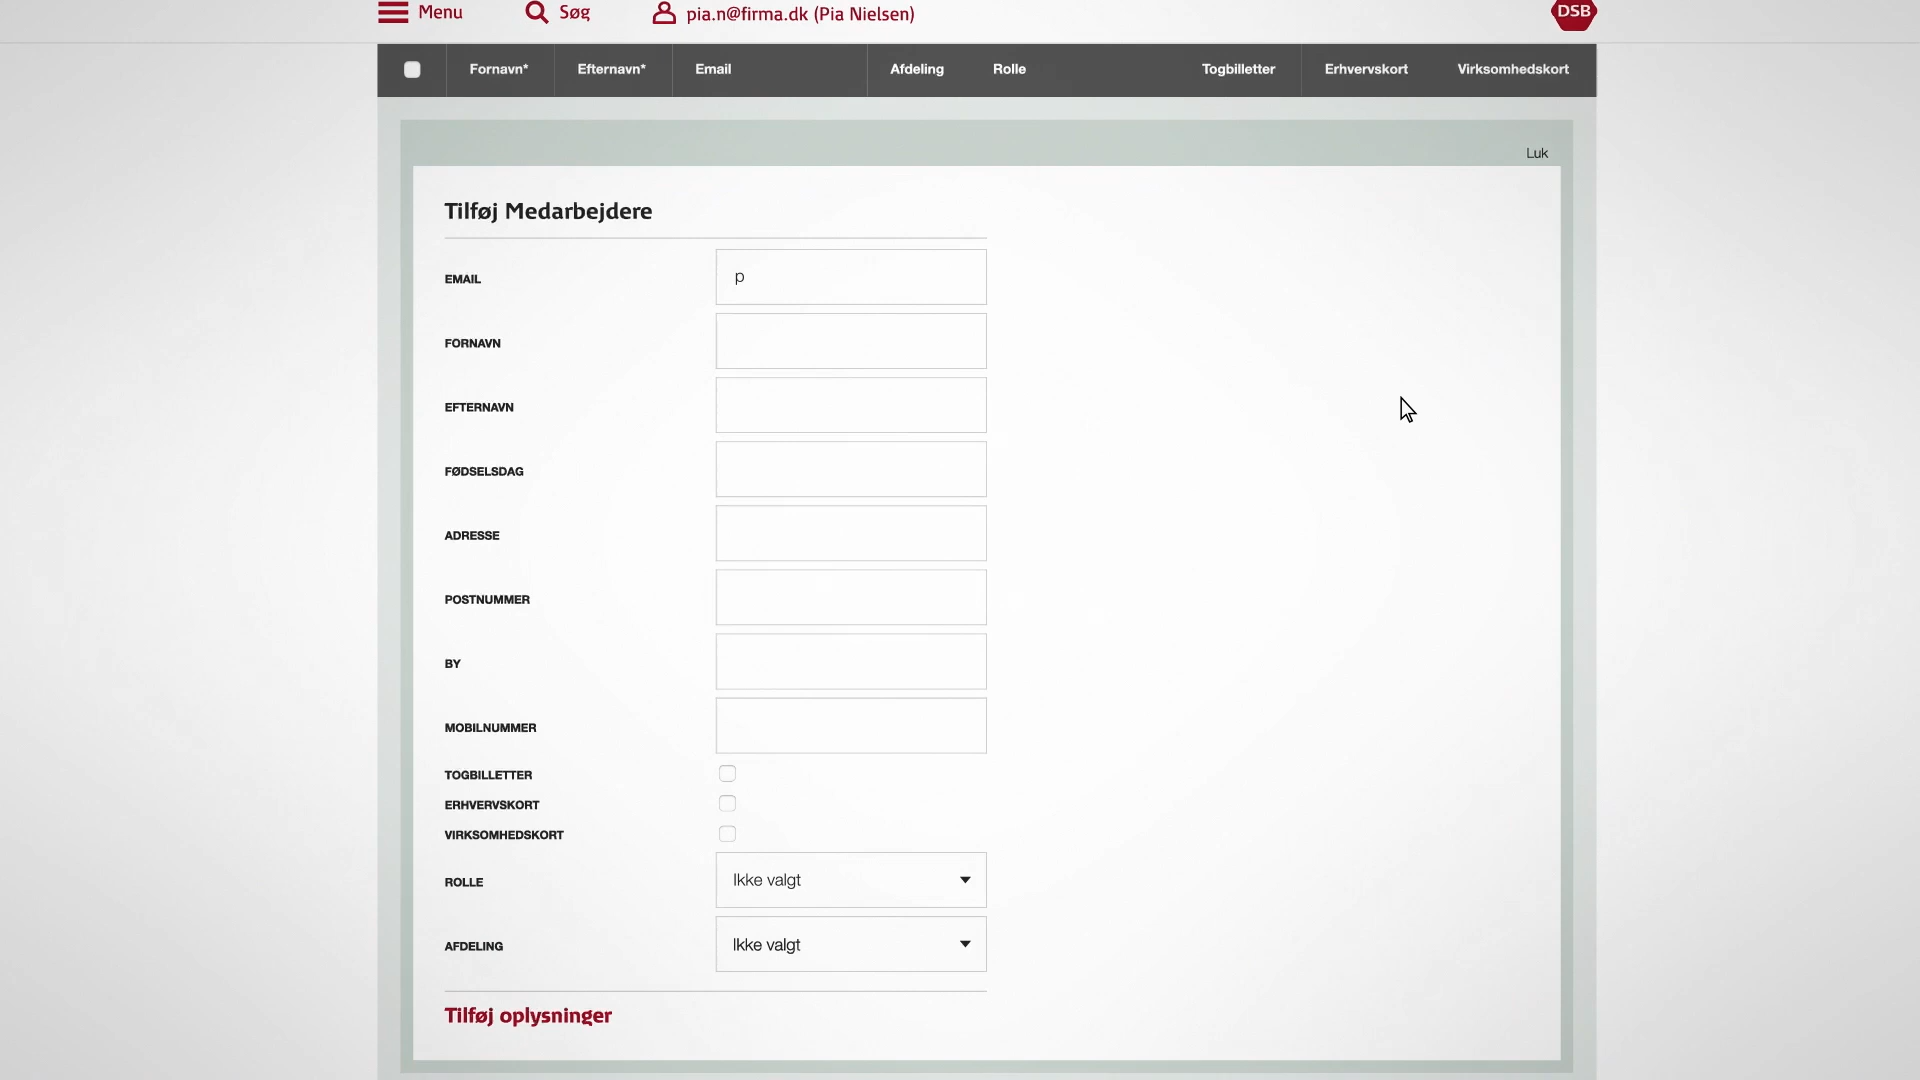 Menu Søg pia.n@firma.dk (Pia Nielsen) DSB
Fornavn* Efternavn* Email Afdeling Rolle Togbilletter Erhvervskort Virksomhedskort
Luk
Tilføj Medarbejdere
EMAIL p
FORNAVN
EFTERNAVN
FØDSELSDAG
ADRESSE
POSTNUMMER
BY
MOBILNUMMER
TOGBILLETTER
ERHVERVSKORT
VIRKSOMHEDSKORT
ROLLE Ikke valgt
AFDELING Ikke valgt
Tilføj oplysninger